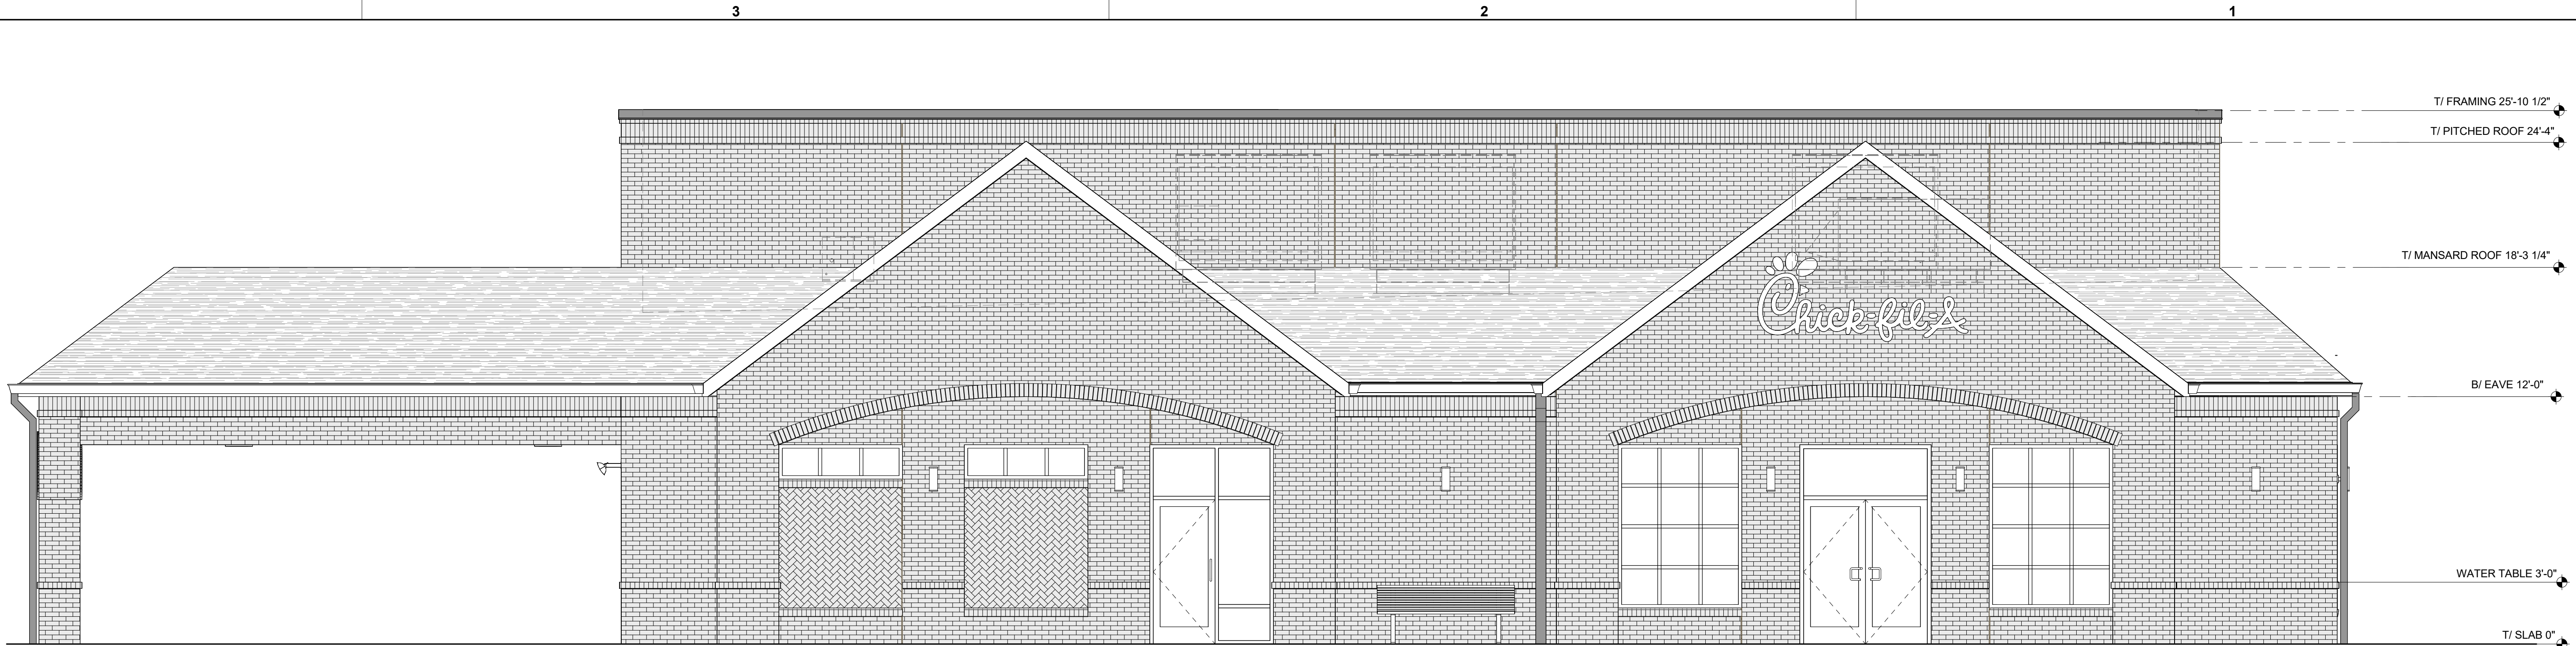 3 2 1
T/ FRAMING 25'-10 1/2"
T/ PITCHED ROOF 24'-4"
T/ MANSARD ROOF 18'-3 1/4"
Chick-fil-A
B/ EAVE 12'-0"
WATER TABLE 3'-0"
T/ SLAB 0"